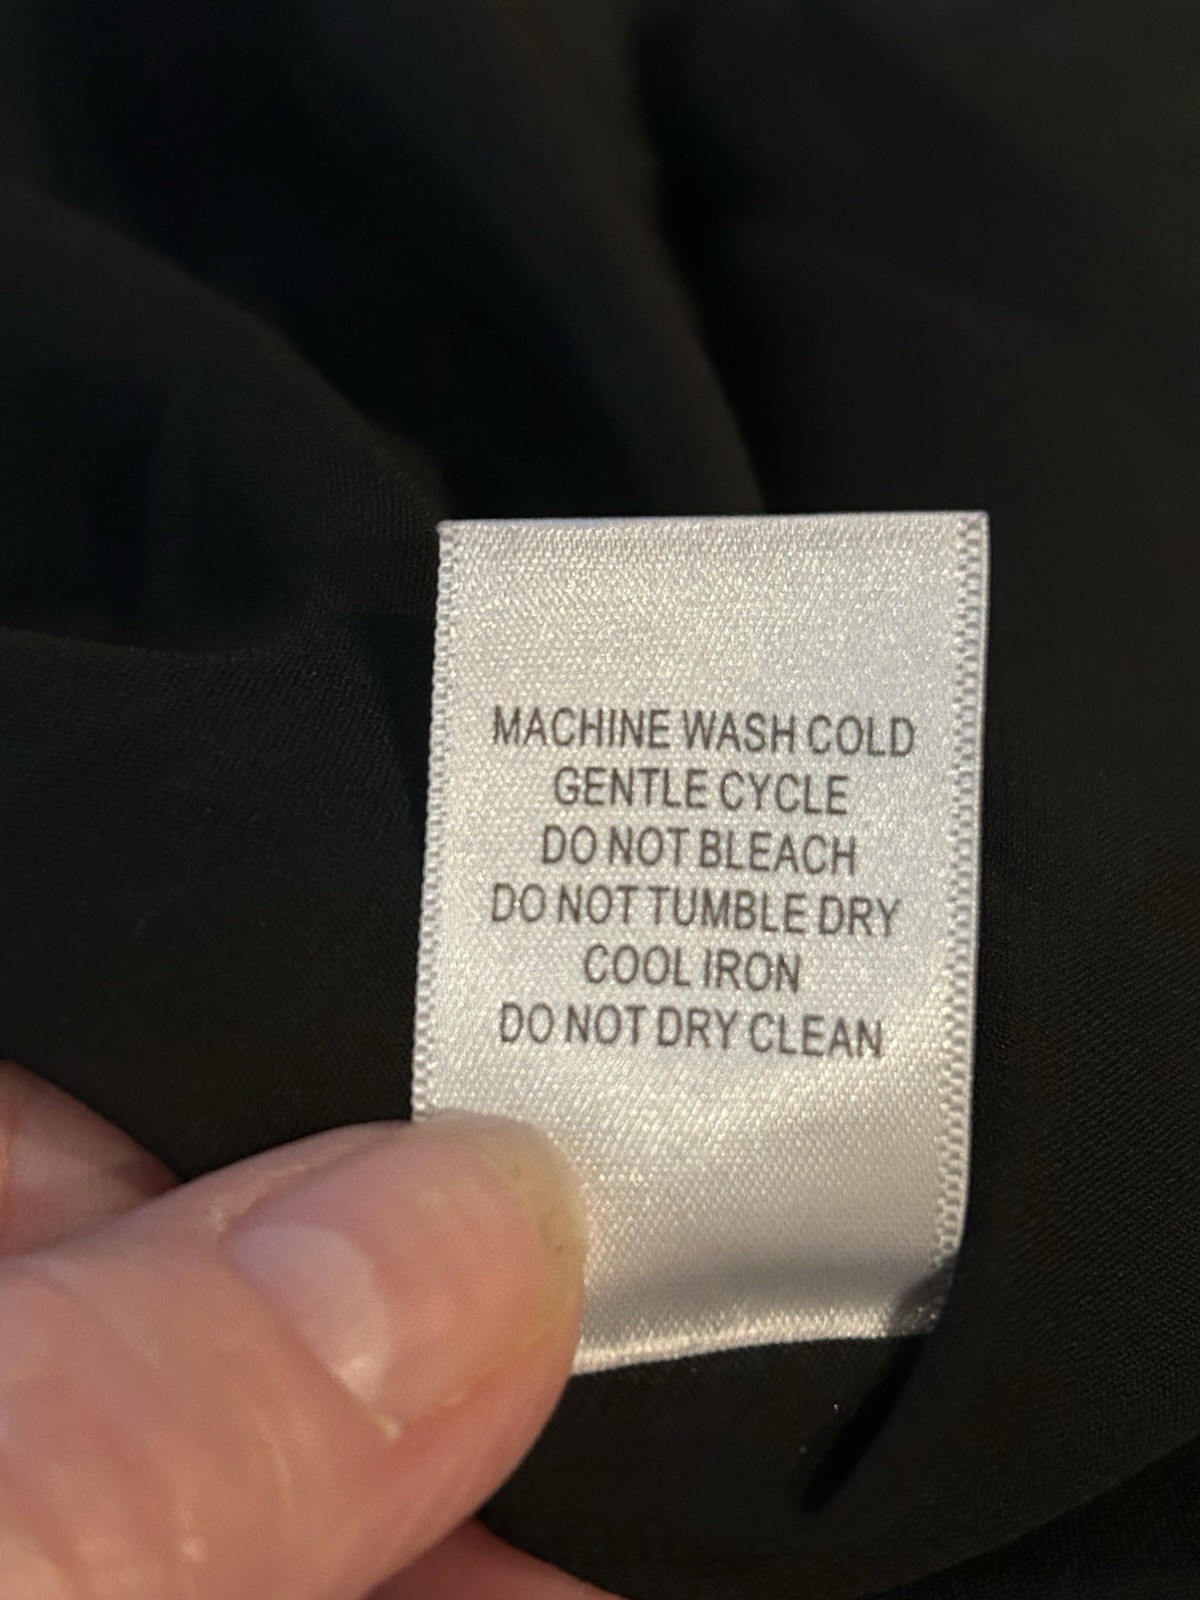 MACHINE WASH COLD
GENTLE CYCLE
DO NOT BLEACH
DO NOT TUMBLE DRY
COOL IRON
DO NOT DRY CLEAN